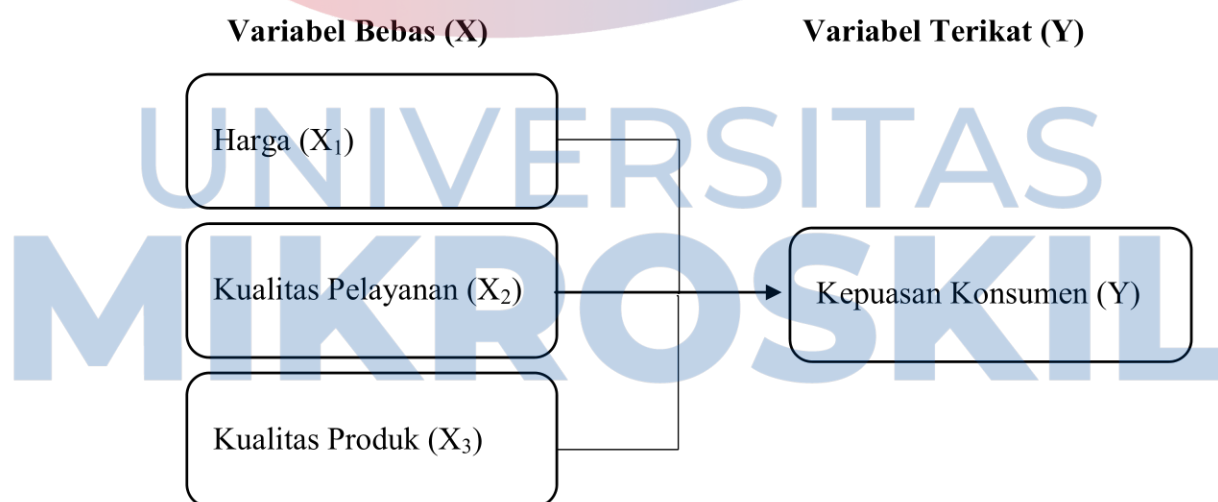 Variabel Bebas (X)
Variabel Terikat (Y)
UNIVERSITAS
MIKROSKIL
Harga (X₁)
Kualitas Pelayanan (X₂)
Kepuasan Konsumen (Y)
Kualitas Produk (X₃)